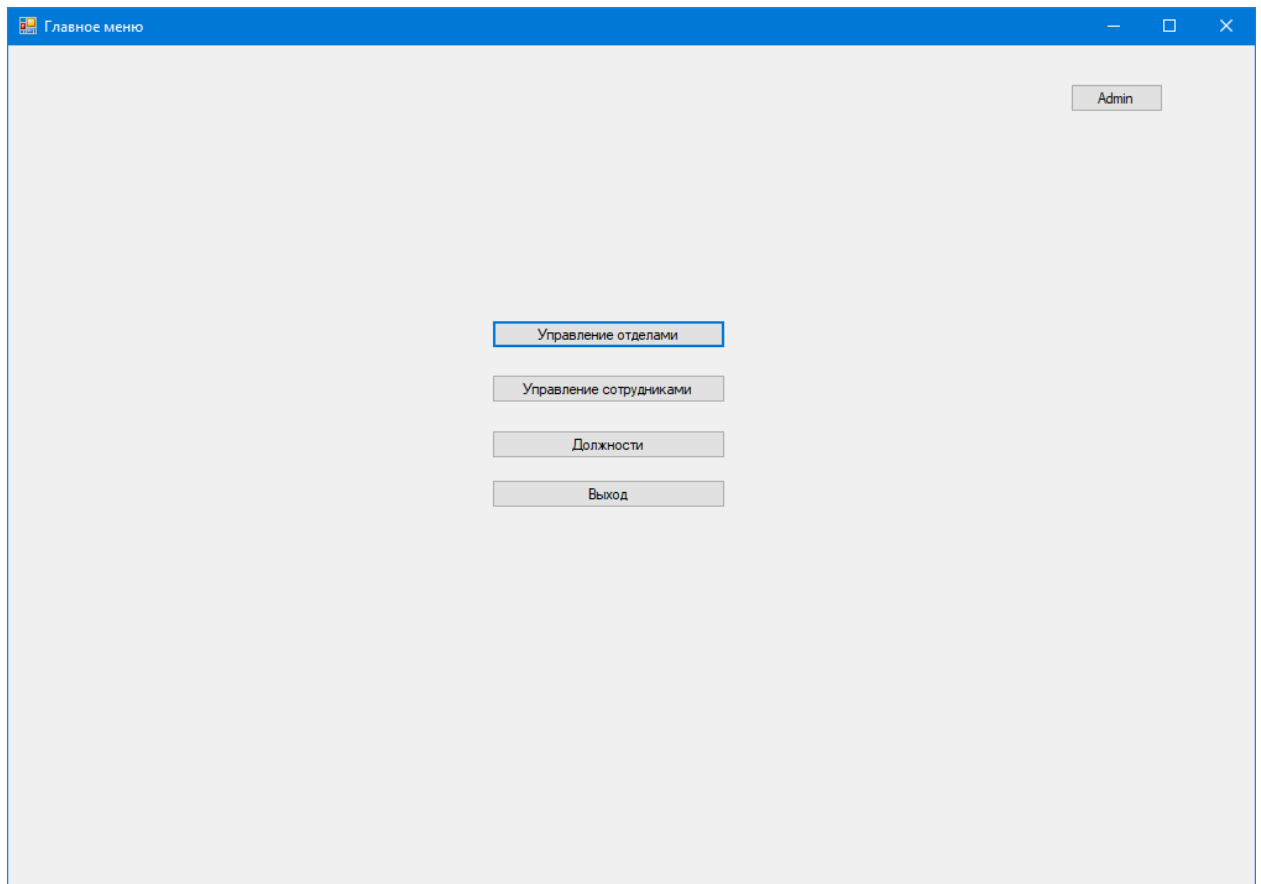 Главное меню
Admin
Управление отделами
Управление сотрудниками
Должности
Выход